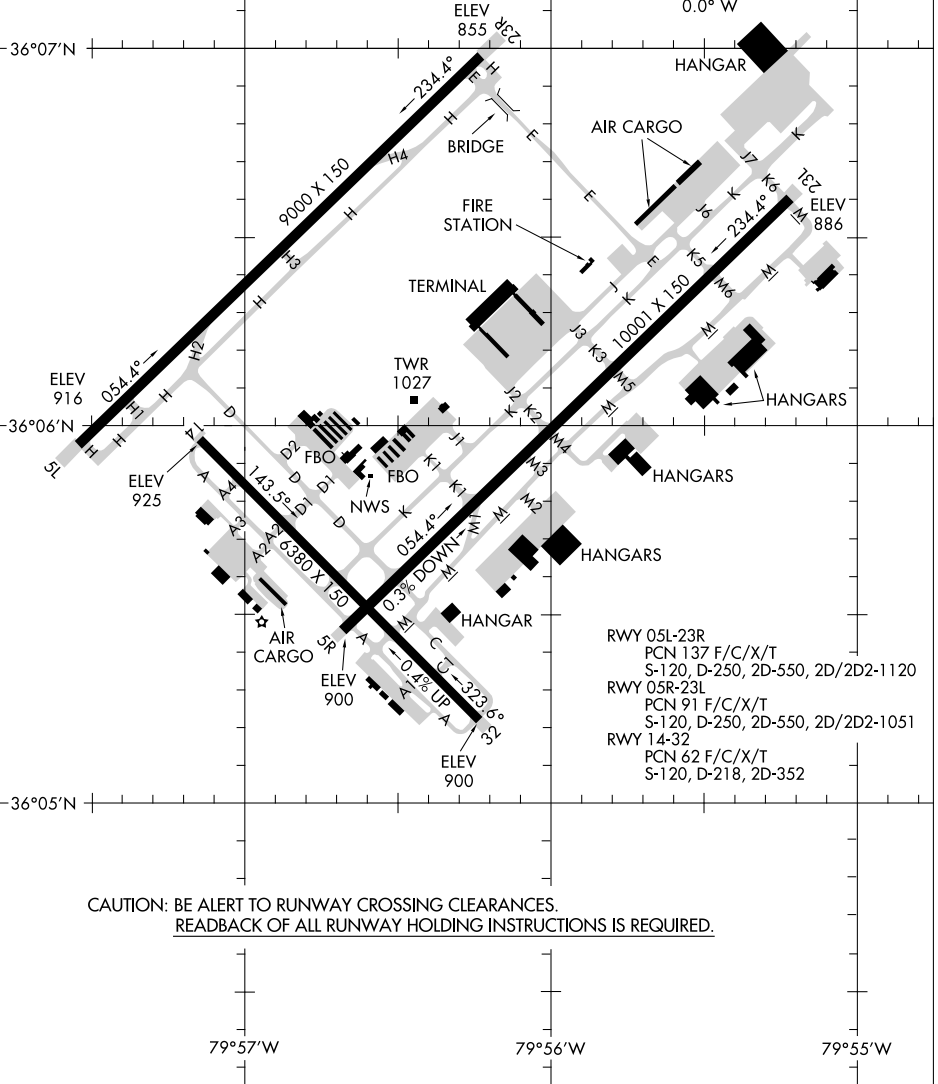 0.0° W
ELEV
855
23R
36°07'N
HANGAR
H
E
234.4°
H
BRIDGE
E
AIR CARGO
K
H4
J7
9000 X 150
K6
23L
K
H
E
FIRE
STATION
J6
ELEV
886
M
234.4°
H3
E
K5
M
TERMINAL
J
K
M6
H
10001 X 150
M
J3
K3
H2
TWR
1027
M5
ELEV
916
054.4°
H
H1
J2
K
K2
M
HANGARS
D
14
H
H
5L
D2
FBO
J1
M4
ELEV
925
A
A4
143.5°
D
D1
K1
FBO
M3
HANGARS
NWS
D1
K1
M2
A3
A2
D
K
M
M1
A2
6380 X 150
054.4°
0.3% DOWN
M
HANGARS
AIR
CARGO
5R
A
M
HANGAR
C
C
ELEV
900
A1
0.4% UP
323.6°
A
32
ELEV
900
RWY 05L-23R
PCN 137 F/C/X/T
S-120, D-250, 2D-550, 2D/2D2-1120
RWY 05R-23L
PCN 91 F/C/X/T
S-120, D-250, 2D-550, 2D/2D2-1051
RWY 14-32
PCN 62 F/C/X/T
S-120, D-218, 2D-352
36°06'N
36°05'N
CAUTION: BE ALERT TO RUNWAY CROSSING CLEARANCES.
READBACK OF ALL RUNWAY HOLDING INSTRUCTIONS IS REQUIRED.
79°57'W
79°56'W
79°55'W